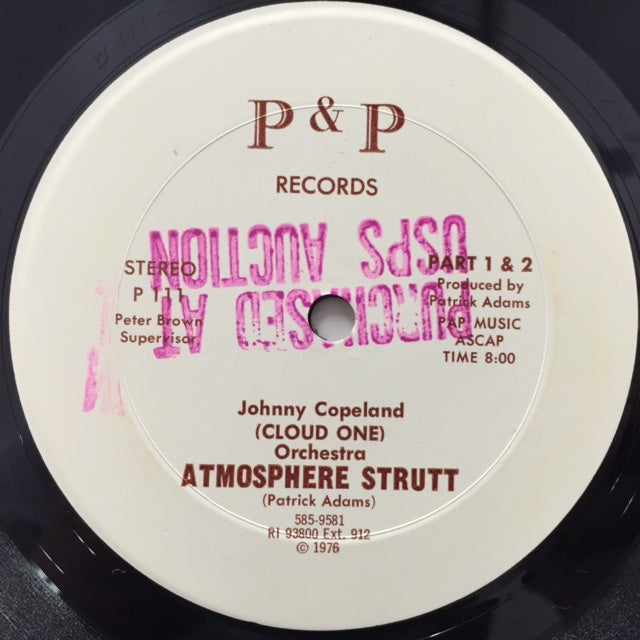 P & P
RECORDS
PURCHASED AT
USPS AUCTION
STEREO
P 111
Peter Brown
Supervisor
PART 1 & 2
Produced by
Patrick Adams
PAP MUSIC
ASCAP
TIME 8:00
Johnny Copeland
(CLOUD ONE)
Orchestra
ATMOSPHERE STRUTT
(Patrick Adams)
585-9581
RI 93800 Ext. 912
© 1976